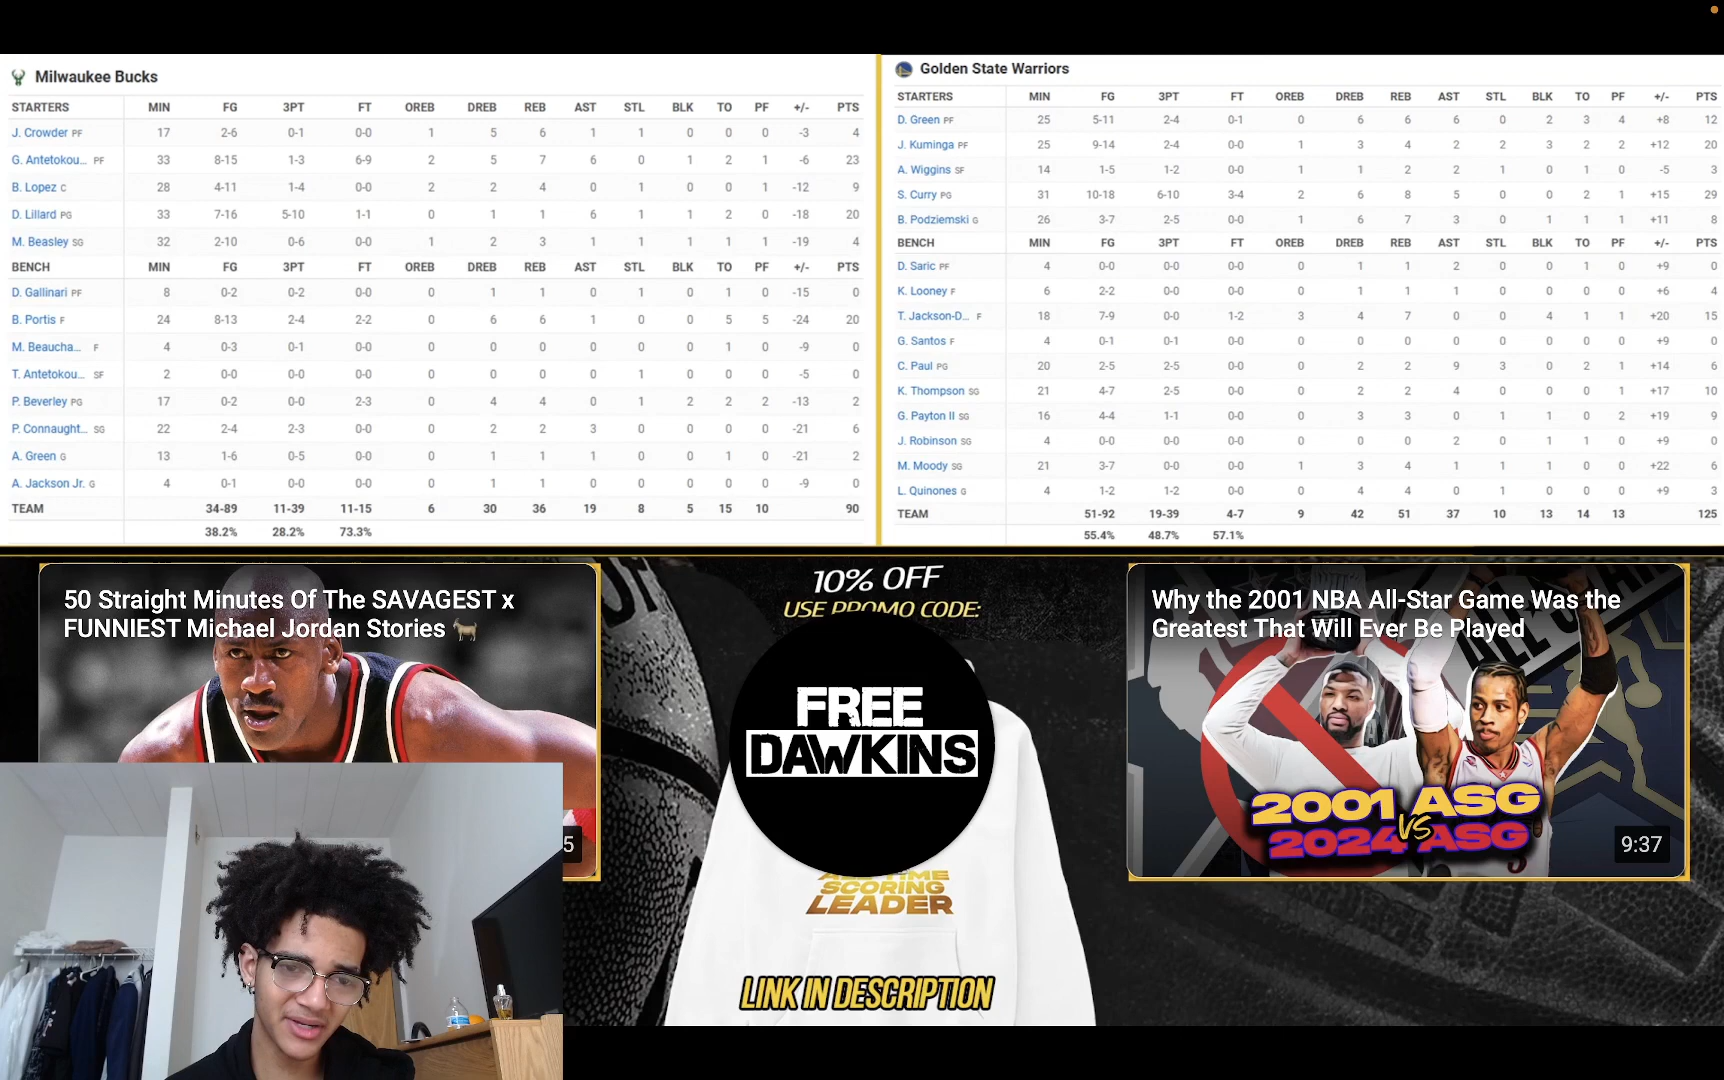 Milwaukee Bucks
STARTERS MIN FG 3PT FT OREB DREB REB AST STL BLK TO PF +/- PTS
J. Crowder PF 17 2-6 0-1 0-0 1 5 6 1 1 0 0 0 -3 4
G. Antetokou... PF 33 8-15 1-3 6-9 2 5 7 6 0 1 2 1 -6 23
B. Lopez C 28 4-11 1-4 0-0 2 2 4 0 1 0 0 1 -12 9
D. Lillard PG 33 7-16 5-10 1-1 0 1 1 6 1 1 2 0 -18 20
M. Beasley SG 32 2-10 0-6 0-0 1 2 3 1 1 1 1 1 -19 4
BENCH MIN FG 3PT FT OREB DREB REB AST STL BLK TO PF +/- PTS
D. Gallinari PF 8 0-2 0-2 0-0 0 1 1 0 1 0 1 0 -15 0
B. Portis F 24 8-13 2-4 2-2 0 6 6 1 0 0 5 5 -24 20
M. Beaucha... F 4 0-3 0-1 0-0 0 0 0 0 0 0 1 0 -9 0
T. Antetokou... SF 2 0-0 0-0 0-0 0 0 0 0 1 0 0 0 -5 0
P. Beverley PG 17 0-2 0-0 2-3 0 4 4 0 1 2 2 2 -13 2
P. Connaught... SG 22 2-4 2-3 0-0 0 2 2 3 0 0 0 0 -21 6
A. Green G 13 1-6 0-5 0-0 0 1 1 1 0 0 1 0 -21 2
A. Jackson Jr. G 4 0-1 0-0 0-0 0 1 1 0 0 0 0 0 -9 0
TEAM 34-89 11-39 11-15 6 30 36 19 8 5 15 10 90
38.2% 28.2% 73.3%
Golden State Warriors
STARTERS MIN FG 3PT FT OREB DREB REB AST STL BLK TO PF +/- PTS
D. Green PF 25 5-11 2-4 0-1 0 6 6 6 0 2 3 4 +8 12
J. Kuminga PF 25 9-14 2-4 0-0 1 3 4 2 2 3 2 2 +12 20
A. Wiggins SF 14 1-5 1-2 0-0 1 1 2 2 1 0 1 0 -5 3
S. Curry PG 31 10-18 6-10 3-4 2 6 8 5 0 0 2 1 +15 29
B. Podziemski G 26 3-7 2-5 0-0 1 6 7 3 0 1 1 1 +11 8
BENCH MIN FG 3PT FT OREB DREB REB AST STL BLK TO PF +/- PTS
D. Saric PF 4 0-0 0-0 0-0 0 1 1 2 0 0 1 0 +9 0
K. Looney F 6 2-2 0-0 0-0 0 1 1 1 0 0 0 0 +6 4
T. Jackson-D... F 18 7-9 0-0 1-2 3 4 7 0 0 4 1 1 +20 15
G. Santos F 4 0-1 0-1 0-0 0 0 0 0 0 0 0 0 +9 0
C. Paul PG 20 2-5 2-5 0-0 0 2 2 9 3 0 2 1 +14 6
K. Thompson SG 21 4-7 2-5 0-0 0 2 2 4 0 0 0 1 +17 10
G. Payton II SG 16 4-4 1-1 0-0 0 3 3 0 1 1 0 2 +19 9
J. Robinson SG 4 0-0 0-0 0-0 0 0 0 2 0 1 1 0 +9 0
M. Moody SG 21 3-7 0-0 0-0 1 3 4 1 1 1 0 0 +22 6
L. Quinones G 4 1-2 1-2 0-0 0 4 4 0 1 0 0 0 +9 3
TEAM 51-92 19-39 4-7 9 42 51 37 10 13 14 13 125
55.4% 48.7% 57.1%
50 Straight Minutes Of The SAVAGEST x
FUNNIEST Michael Jordan Stories 🐐
5
10% OFF
USE PROMO CODE:
FREE
DAWKINS
SCORING
LEADER
LINK IN DESCRIPTION
Why the 2001 NBA All-Star Game Was the
Greatest That Will Ever Be Played
2001 ASG
VS
2024 ASG
9:37